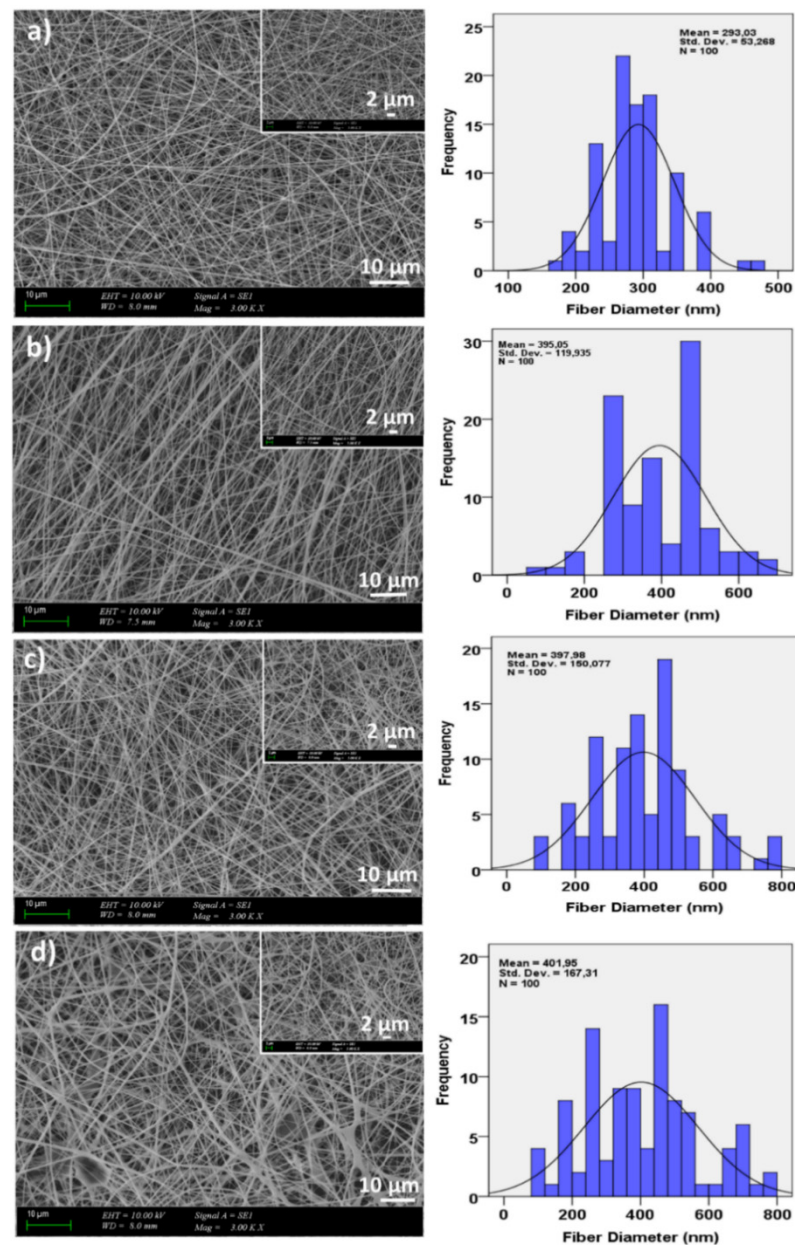 a)
2 µm
10 µm
10 µm EHT = 10.00 kV Signal A = SE1
WD = 8.0 mm Mag = 3.00 K X
Mean = 293,03
Std. Dev. = 53,268
N = 100
Frequency
25
20
15
10
5
0
100 200 300 400 500
Fiber Diameter (nm)
b)
2 µm
10 µm
10 µm EHT = 10.00 kV Signal A = SE1
WD = 7.5 mm Mag = 3.00 K X
Mean = 395,05
Std. Dev. = 119,935
N = 100
Frequency
30
20
10
0
0 200 400 600
Fiber Diameter (nm)
c)
2 µm
10 µm
10 µm EHT = 10.00 kV Signal A = SE1
WD = 8.0 mm Mag = 3.00 K X
Mean = 397,98
Std. Dev. = 150,077
N = 100
Frequency
20
15
10
5
0
0 200 400 600 800
Fiber Diameter (nm)
d)
2 µm
10 µm
10 µm EHT = 10.00 kV Signal A = SE1
WD = 8.0 mm Mag = 3.00 K X
Mean = 401,95
Std. Dev. = 167,31
N = 100
Frequency
20
15
10
5
0
0 200 400 600 800
Fiber Diameter (nm)